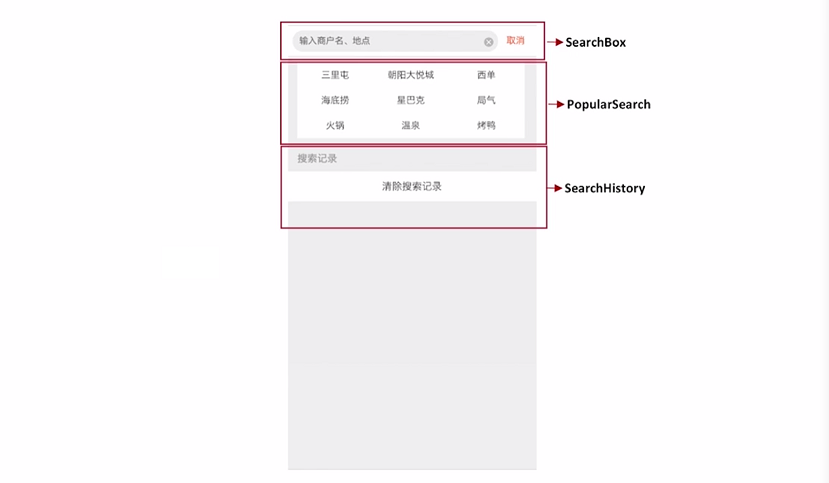 输入商户名、地点 取消
SearchBox
三里屯 朝阳大悦城 西单
海底捞 星巴克 局气
火锅 温泉 烤鸭
PopularSearch
搜索记录
清除搜索记录
SearchHistory